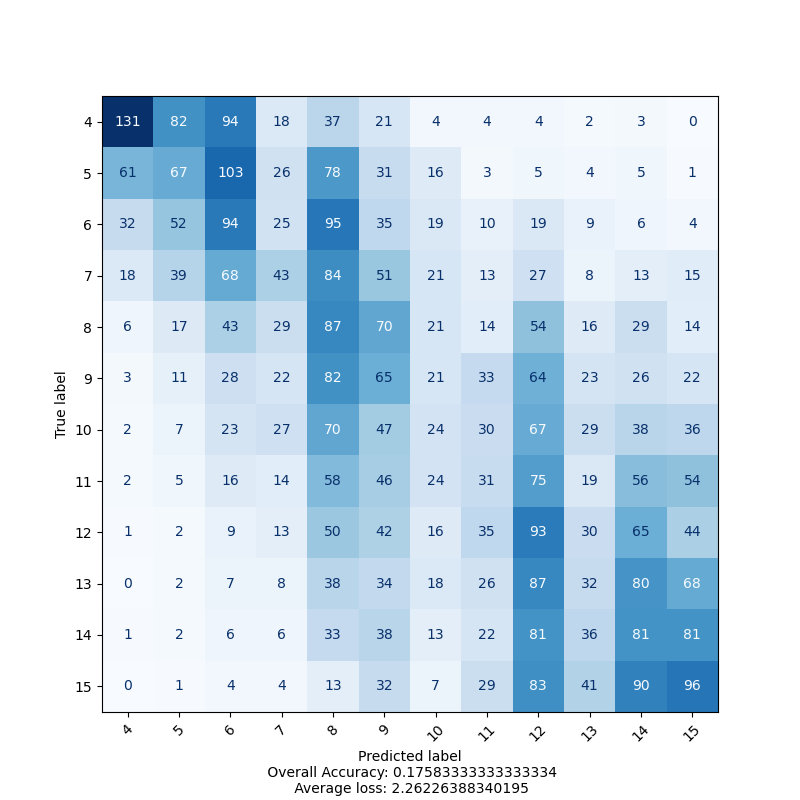 4 131 82 94 18 37 21 4 4 4 2 3 0
5 61 67 103 26 78 31 16 3 5 4 5 1
6 32 52 94 25 95 35 19 10 19 9 6 4
7 18 39 68 43 84 51 21 13 27 8 13 15
8 6 17 43 29 87 70 21 14 54 16 29 14
9 3 11 28 22 82 65 21 33 64 23 26 22
True label
10 2 7 23 27 70 47 24 30 67 29 38 36
11 2 5 16 14 58 46 24 31 75 19 56 54
12 1 2 9 13 50 42 16 35 93 30 65 44
13 0 2 7 8 38 34 18 26 87 32 80 68
14 1 2 6 6 33 38 13 22 81 36 81 81
15 0 1 4 4 13 32 7 29 83 41 90 96
4 5 6 7 8 9 10 11 12 13 14 15
Predicted label
Overall Accuracy: 0.17583333333333334
Average loss: 2.26226388340195